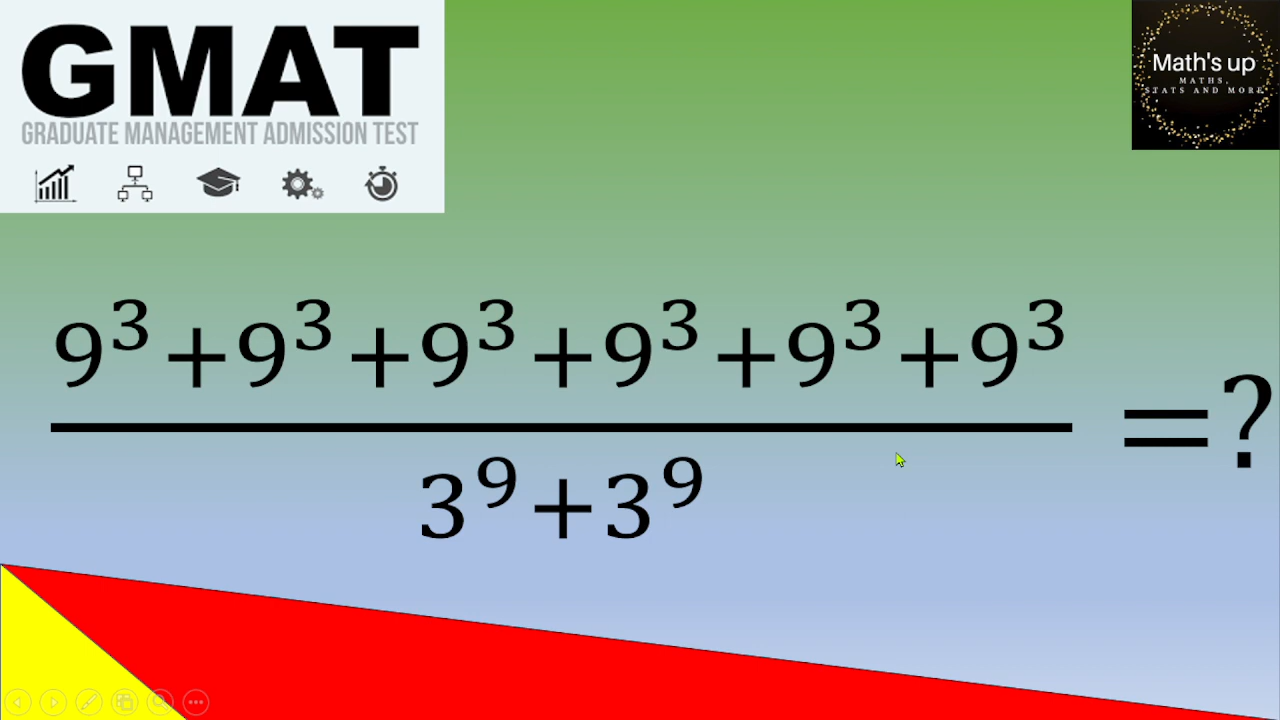 GMAT
GRADUATE MANAGEMENT ADMISSION TEST
Math's up
MATHS,
STATS AND MORE
9³+9³+9³+9³+9³+9³
=?
3⁹+3⁹